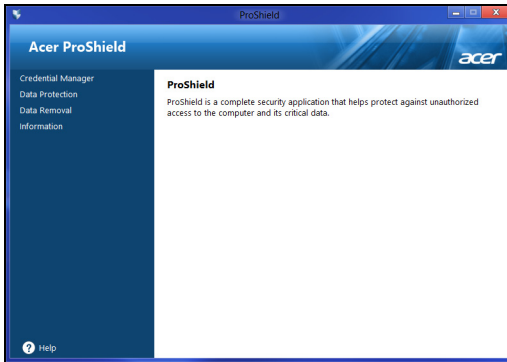 ProShield
Acer ProShield
acer
Credential Manager
Data Protection
Data Removal
Information
ProShield
ProShield is a complete security application that helps protect against unauthorized
access to the computer and its critical data.
? Help